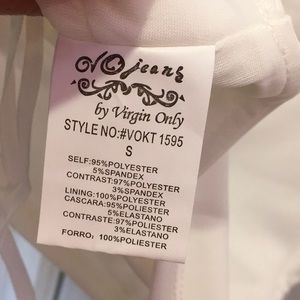 VO jeans
by Virgin Only
STYLE NO:#VOKT 1595
S
SELF:95%POLYESTER
5%SPANDEX
CONTRAST:97%POLYESTER
3%SPANDEX
LINING:100%POLYESTER
CASCARA:95%POLIESTER
5%ELASTANO
CONTRASTE:97%POLIESTER
3%ELASTANO
FORRO: 100%POLIESTER